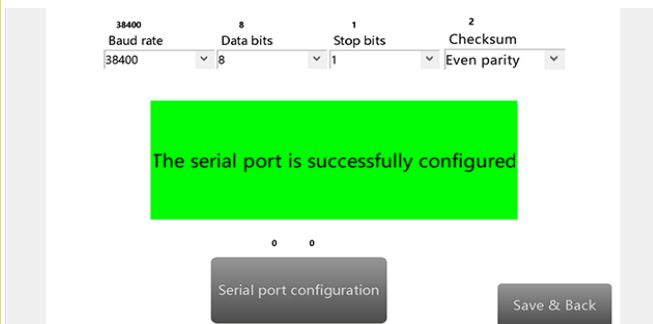 38400 8 1 2
Baud rate Data bits Stop bits Checksum
38400 8 1 Even parity
The serial port is successfully configured
0 0
Serial port configuration
Save & Back